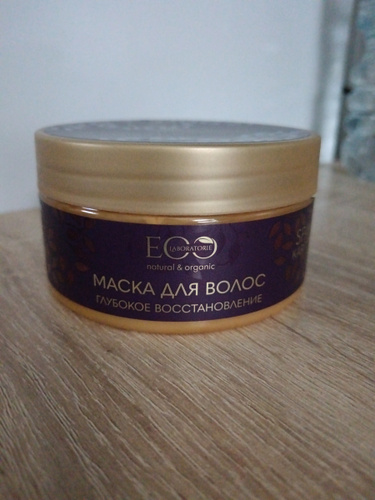 ECO
LABORATORIE
natural & organic
МАСКА ДЛЯ ВОЛОС
ГЛУБОКОЕ ВОССТАНОВЛЕНИЕ